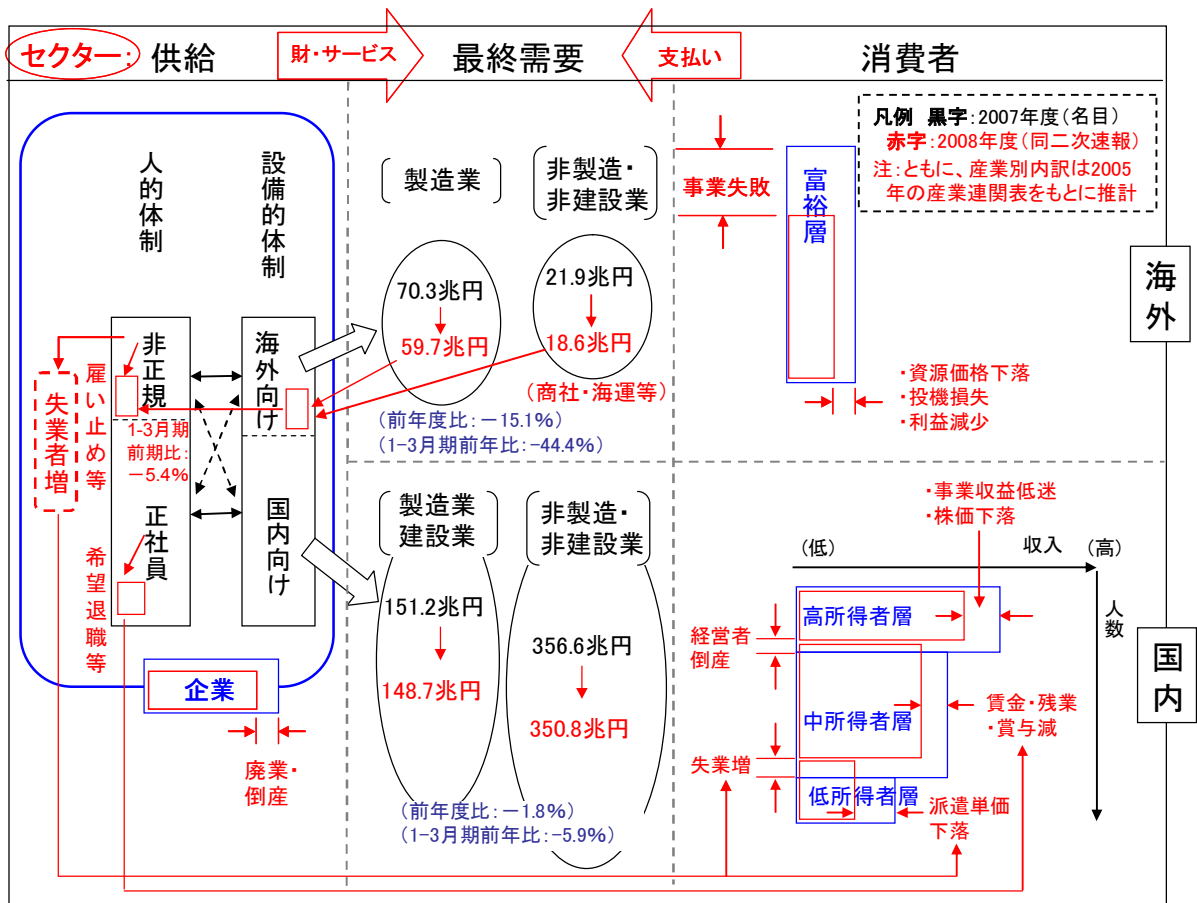 セクター:
供給
財・サービス
最終需要
支払い
消費者
凡例 黒字:2007年度(名目)
赤字:2008年度(同二次速報)
注:ともに、産業別内訳は2005
年の産業連関表をもとに推計
人的体制
設備的体制
製造業
非製造・
非建設業
事業失敗
富裕層
海外
70.3兆円
59.7兆円
21.9兆円
18.6兆円
(商社・海運等)
(前年度比:-15.1%)
(1-3月期前年比:-44.4%)
・資源価格下落
・投機損失
・利益減少
非正規
海外向け
雇い止め等
失業者増
1-3月期
前期比:
-5.4%
正社員
国内向け
希望退職等
企業
廃業・
倒産
製造業
建設業
非製造・
非建設業
151.2兆円
148.7兆円
356.6兆円
350.8兆円
(前年度比:-1.8%)
(1-3月期前年比:-5.9%)
・事業収益低迷
・株価下落
(低)
収入
(高)
人数
高所得者層
経営者
倒産
中所得者層
賃金・残業
・賞与減
失業増
低所得者層
派遣単価
下落
国内